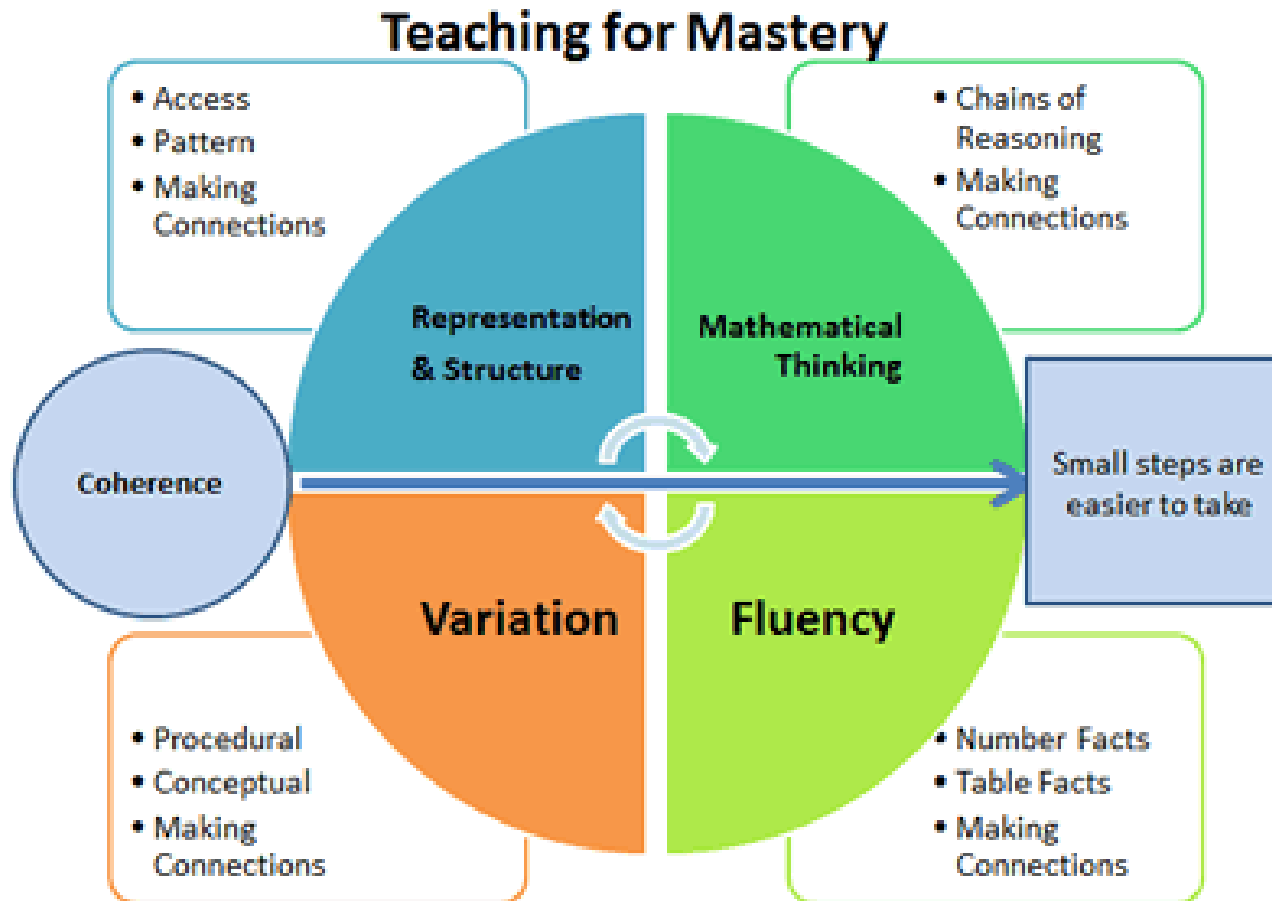 Teaching for Mastery
• Access
• Pattern
• Making
Connections
• Chains of
Reasoning
• Making
Connections
Representation
& Structure
Mathematical
Thinking
Coherence
Small steps are
easier to take
Variation
Fluency
• Procedural
• Conceptual
• Making
Connections
• Number Facts
• Table Facts
• Making
Connections